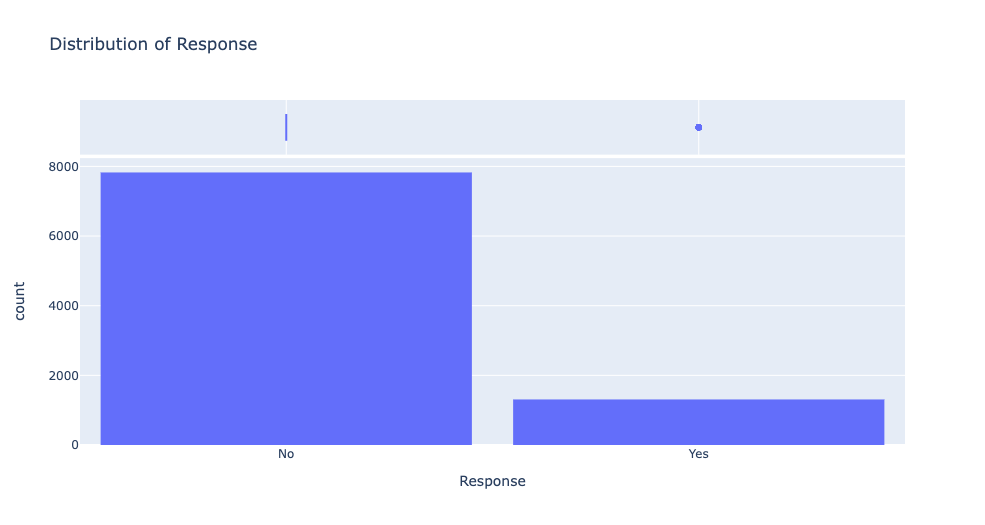 Distribution of Response
8000
6000
4000
2000
0
count
No Yes
Response